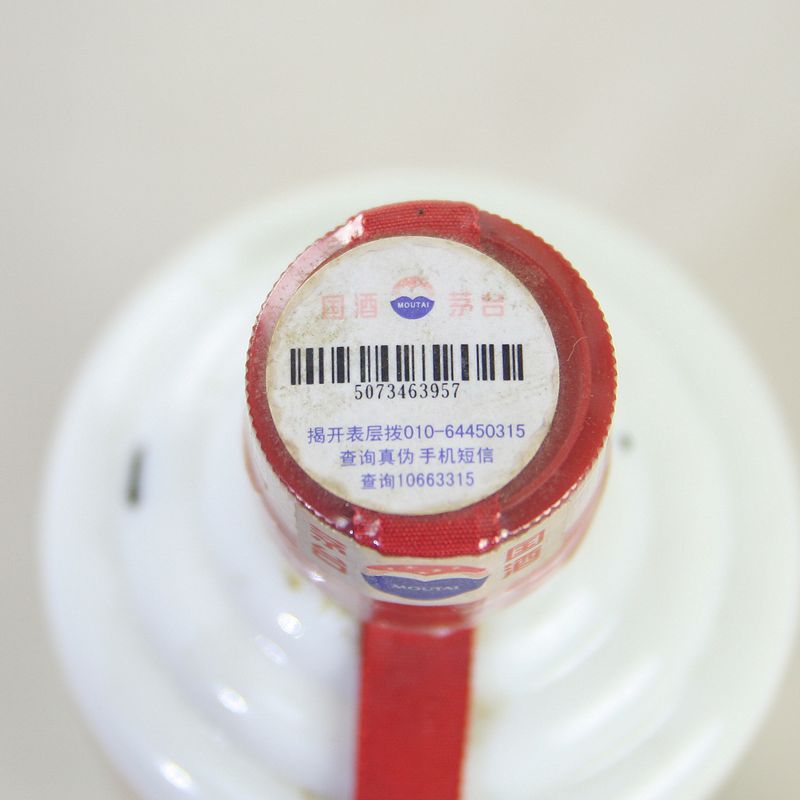 国酒 MOUTAI 茅台
5073463957
揭开表层拨010-64450315
查询真伪 手机短信
查询10663315
茅台 MOUTAI 国酒